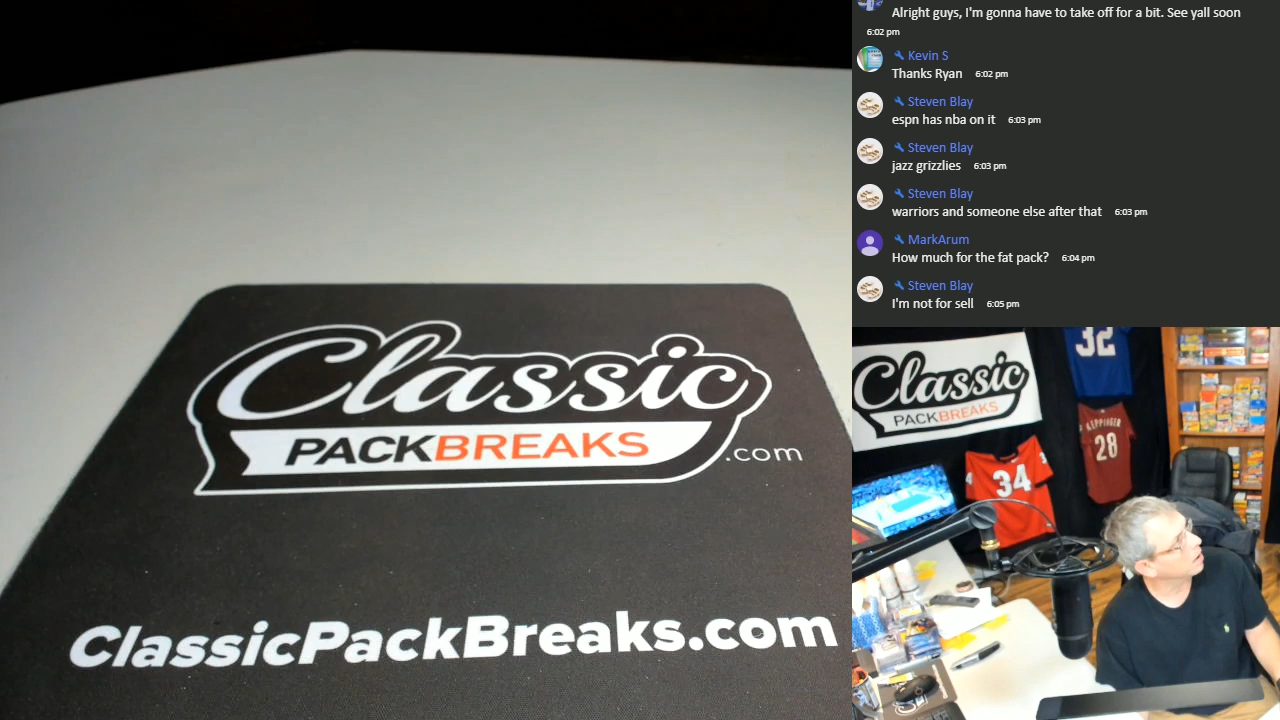 Alright guys, I'm gonna have to take off for a bit. See yall soon
6:02 pm
Kevin S
Thanks Ryan 6:02 pm
Steven Blay
espn has nba on it 6:03 pm
Steven Blay
jazz grizzlies 6:03 pm
Steven Blay
warriors and someone else after that 6:03 pm
MarkArum
How much for the fat pack? 6:04 pm
Steven Blay
I'm not for sell 6:05 pm
Classic
PACKBREAKS
.com
ClassicPackBreaks.com
Classic
PACKBREAKS
32
KEPPINGER
28
34